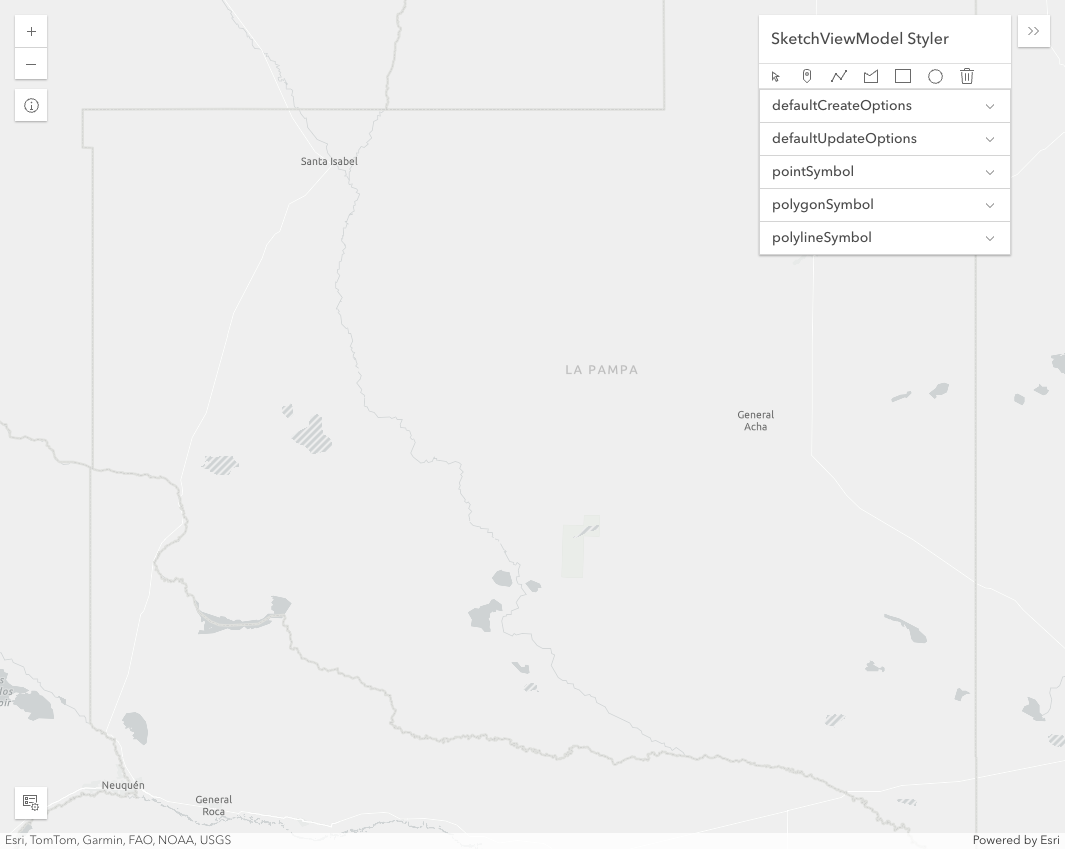 SketchViewModel Styler
defaultCreateOptions
defaultUpdateOptions
pointSymbol
polygonSymbol
polylineSymbol
Santa Isabel
LA PAMPA
General
Acha
Neuquén
General
Roca
Esri, TomTom, Garmin, FAO, NOAA, USGS
Powered by Esri